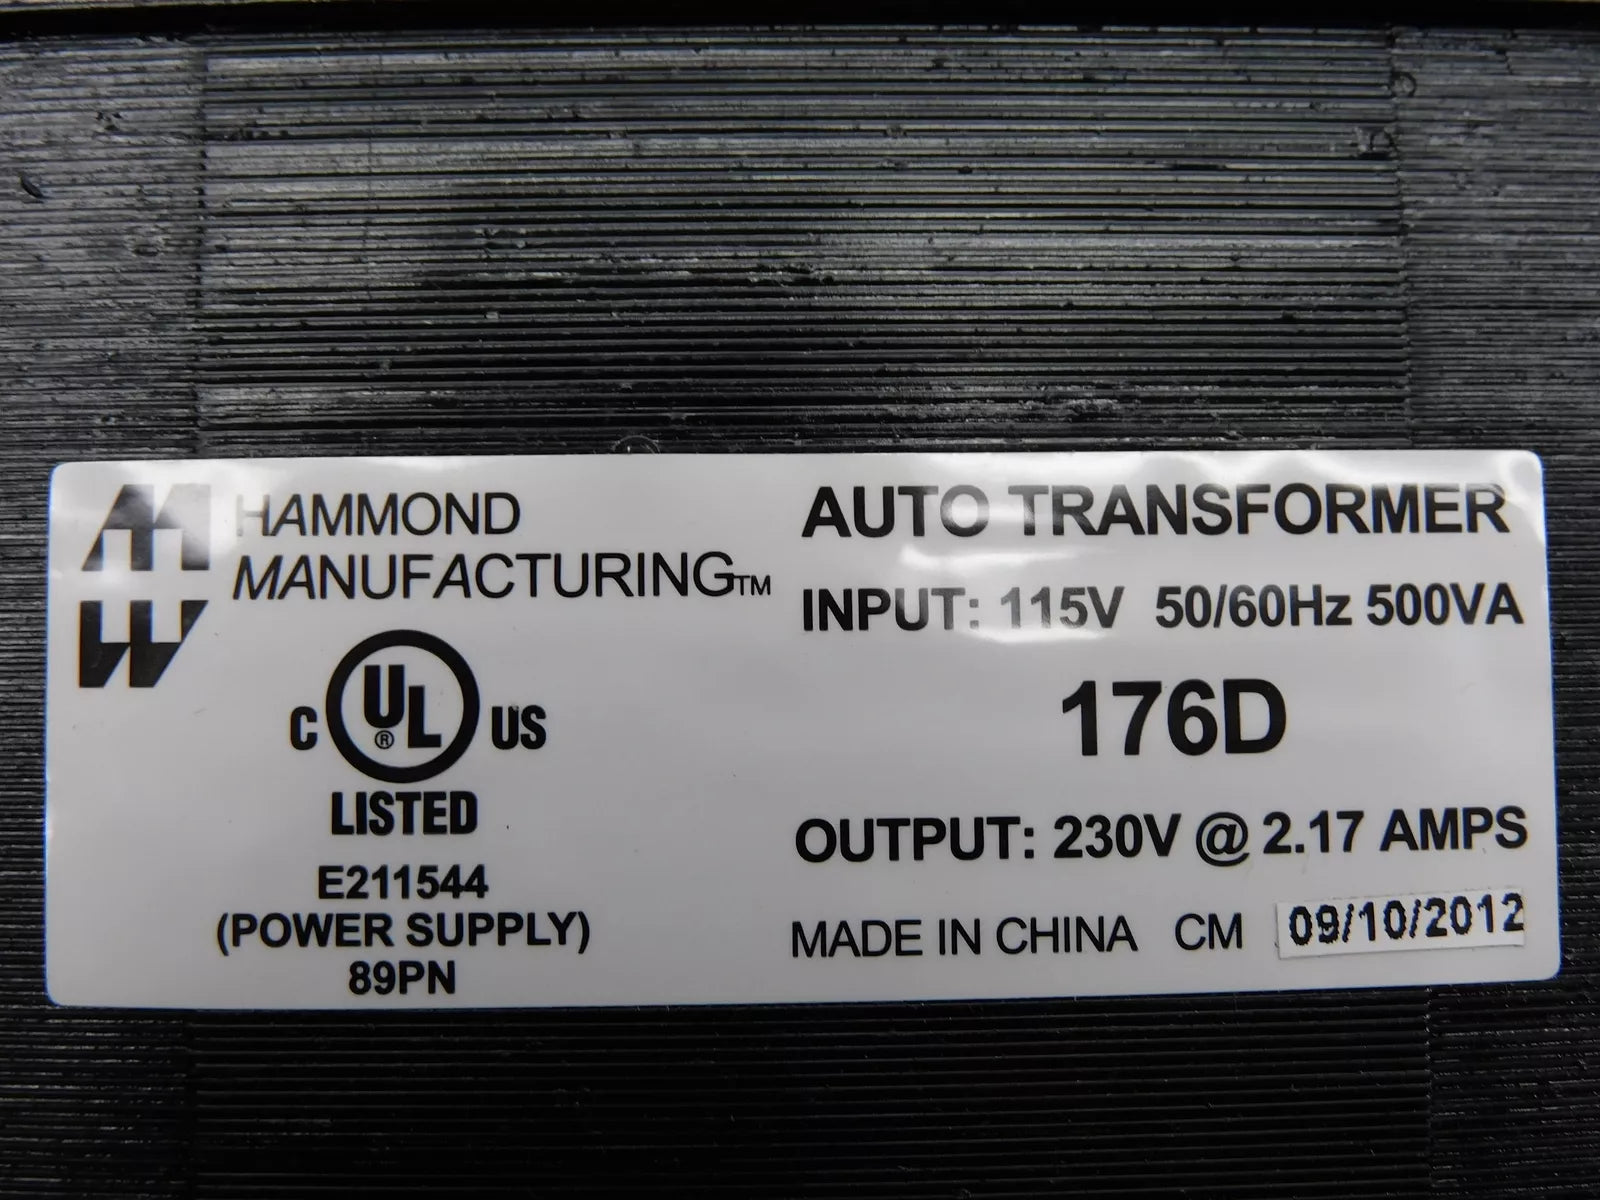 HAMMOND
MANUFACTURING™
C UL® US
LISTED
E211544
(POWER SUPPLY)
89PN
AUTO TRANSFORMER
INPUT: 115V 50/60Hz 500VA
176D
OUTPUT: 230V @ 2.17 AMPS
MADE IN CHINA CM 09/10/2012